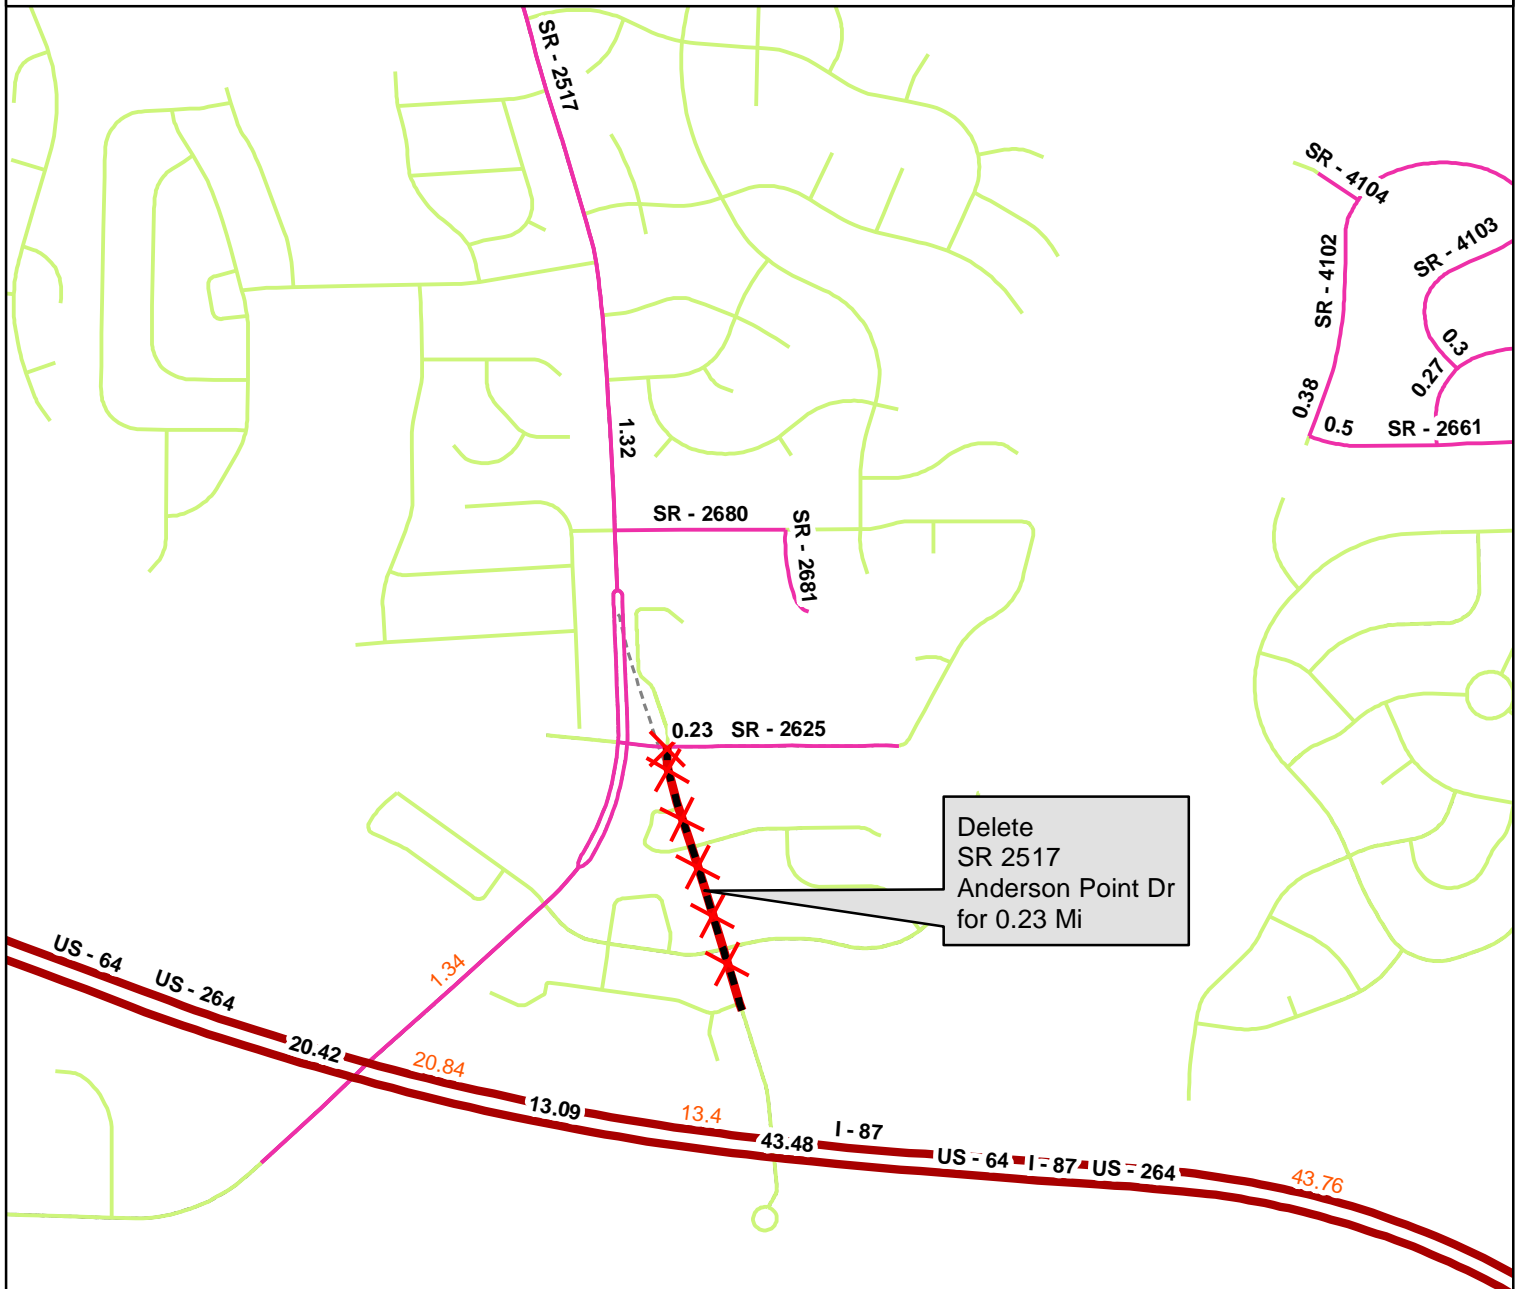 SR - 2517
SR - 4104
SR - 4103
SR - 4102
0.3
0.27
0.38
0.5
SR - 2661
1.32
SR - 2680
SR - 2681
0.23
SR - 2625
Delete
SR 2517
Anderson Point Dr
for 0.23 Mi
US - 64
US - 264
1.34
20.42
20.84
13.09
13.4
43.48
I - 87
US - 64
I - 87
US - 264
43.76